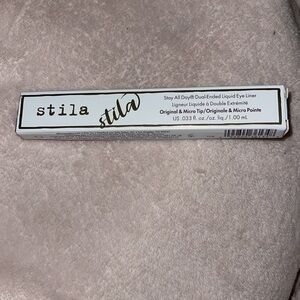 stila
stila
Stay All Day® Dual-Ended Liquid Eye Liner
Ligneur Liquide à Double Extrémité
Original & Micro Tip/Originale & Micro Pointe
US .033 fl. oz./oz. liq./1.00 mL